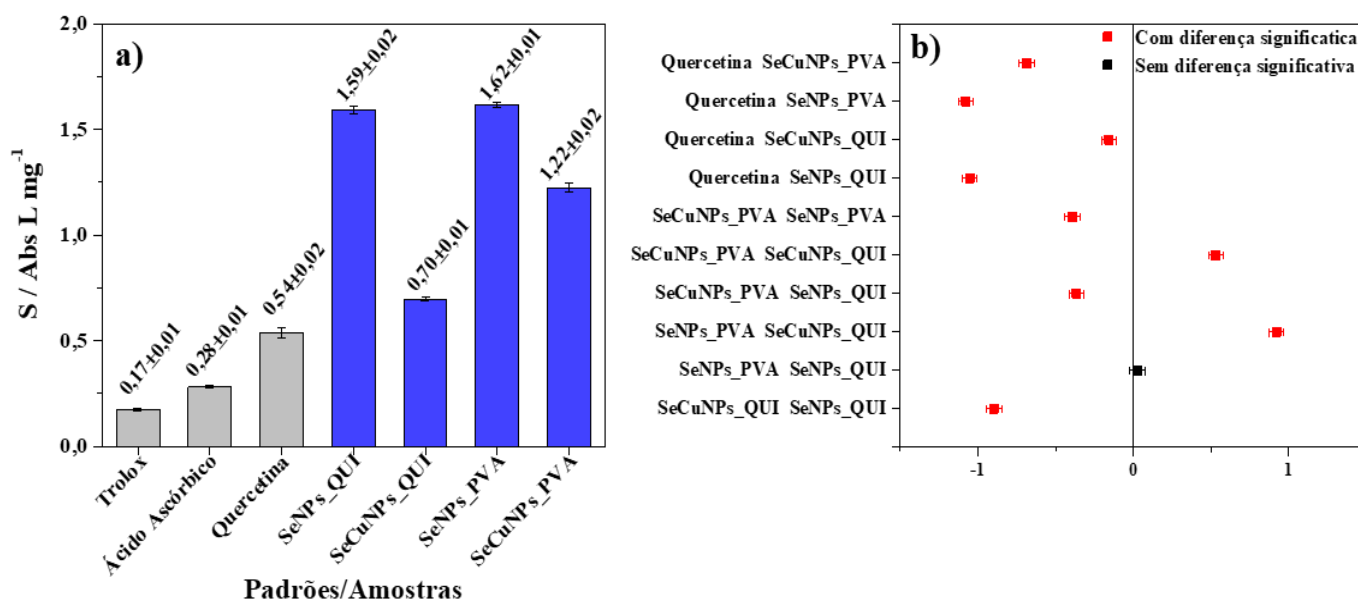 a)
S / Abs L mg-1
2,0
1,5
1,0
0,5
0,0
0,17±0,01
0,28±0,01
0,54±0,02
1,59±0,02
0,70±0,01
1,62±0,01
1,22±0,02
Trolox
Ácido Ascórbico
Quercetina
SeNPs_QUI
SeCuNPs_QUI
SeNPs_PVA
SeCuNPs_PVA
Padrões/Amostras
b)
Com diferença significatica
Sem diferença significativa
Quercetina SeCuNPs_PVA
Quercetina SeNPs_PVA
Quercetina SeCuNPs_QUI
Quercetina SeNPs_QUI
SeCuNPs_PVA SeNPs_PVA
SeCuNPs_PVA SeCuNPs_QUI
SeCuNPs_PVA SeNPs_QUI
SeNPs_PVA SeCuNPs_QUI
SeNPs_PVA SeNPs_QUI
SeCuNPs_QUI SeNPs_QUI
-1
0
1